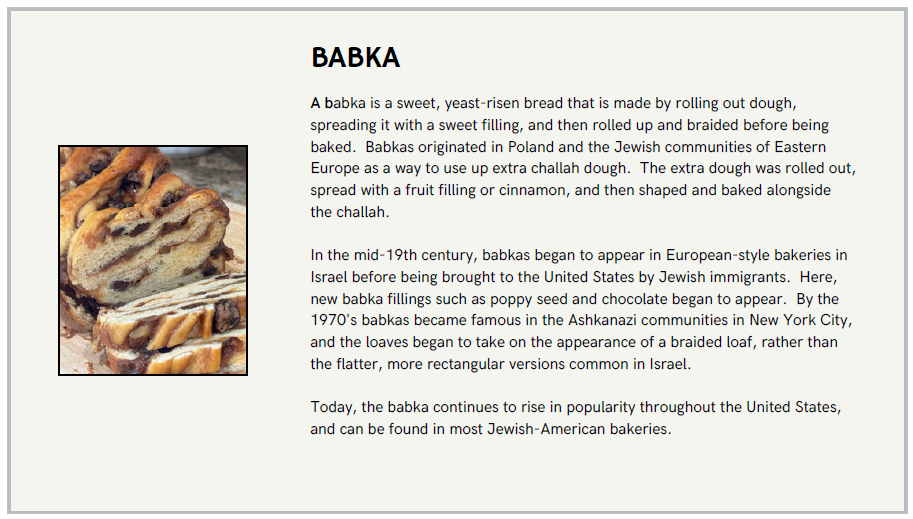 BABKA
A babka is a sweet, yeast-risen bread that is made by rolling out dough,
spreading it with a sweet filling, and then rolled up and braided before being
baked.  Babkas originated in Poland and the Jewish communities of Eastern
Europe as a way to use up extra challah dough.  The extra dough was rolled out,
spread with a fruit filling or cinnamon, and then shaped and baked alongside
the challah.
In the mid-19th century, babkas began to appear in European-style bakeries in
Israel before being brought to the United States by Jewish immigrants.  Here,
new babka fillings such as poppy seed and chocolate began to appear.  By the
1970's babkas became famous in the Ashkanazi communities in New York City,
and the loaves began to take on the appearance of a braided loaf, rather than
the flatter, more rectangular versions common in Israel.
Today, the babka continues to rise in popularity throughout the United States,
and can be found in most Jewish-American bakeries.